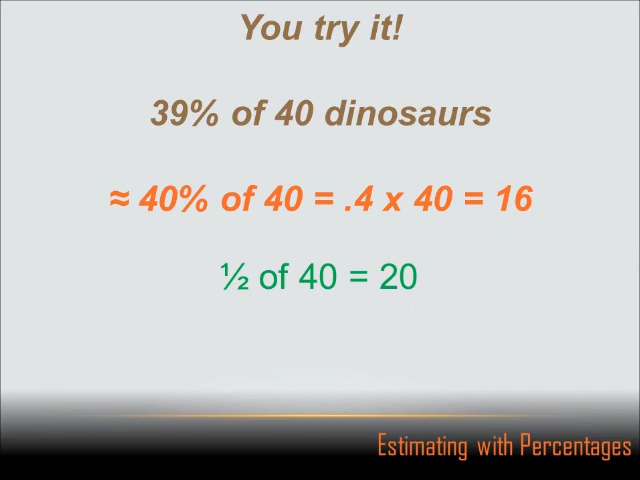 You try it!
39% of 40 dinosaurs
≈ 40% of 40 = .4 x 40 = 16
½ of 40 = 20
Estimating with Percentages